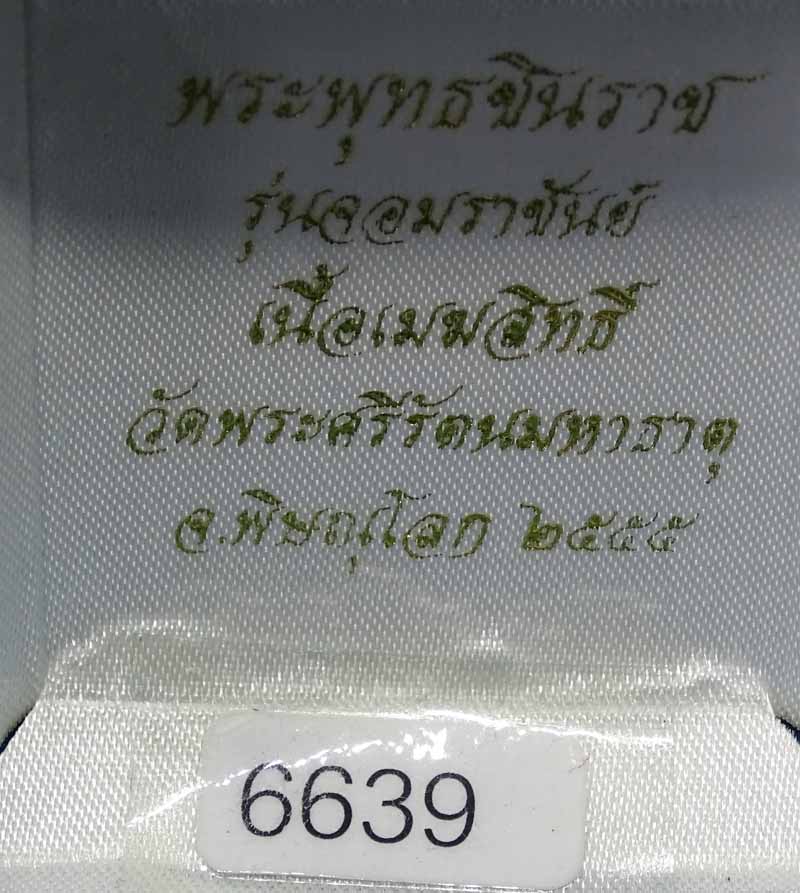 พระพุทธชินราช
รุ่นจอมราชันย์
เนื้อเมฆสิทธิ์
วัดพระศรีรัตนมหาธาตุ
จ.พิษณุโลก ๒๕๕๕
6639